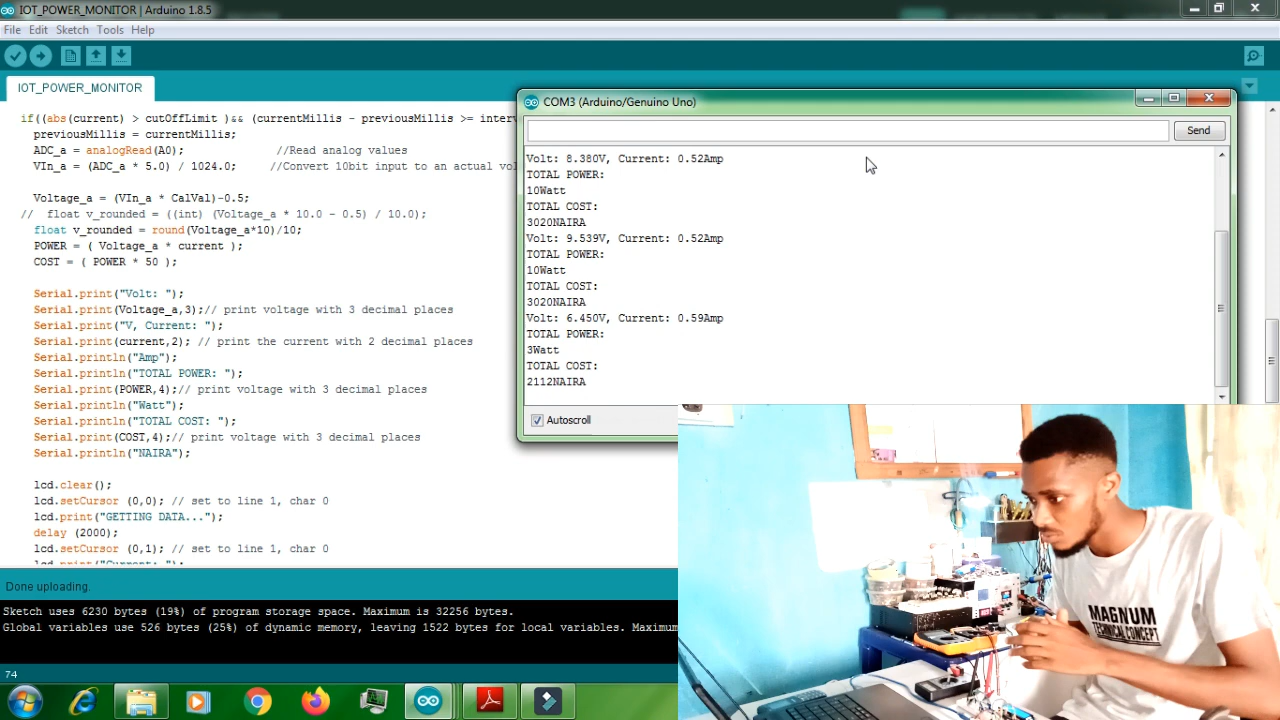 IOT_POWER_MONITOR | Arduino 1.8.5
File Edit Sketch Tools Help
IOT_POWER_MONITOR
if((abs(current) > cutOffLimit )&& (currentMillis - previousMillis >= interv
previousMillis = currentMillis;
ADC_a = analogRead(A0); //Read analog values
VIn_a = (ADC_a * 5.0) / 1024.0; //Convert 10bit input to an actual vol
Voltage_a = (VIn_a * CalVal)-0.5;
// float v_rounded = ((int) (Voltage_a * 10.0 - 0.5) / 10.0);
float v_rounded = round(Voltage_a*10)/10;
POWER = ( Voltage_a * current );
COST = ( POWER * 50 );
Serial.print("Volt: ");
Serial.print(Voltage_a,3);// print voltage with 3 decimal places
Serial.print("V, Current: ");
Serial.print(current,2); // print the current with 2 decimal places
Serial.println("Amp");
Serial.println("TOTAL POWER: ");
Serial.print(POWER,4);// print voltage with 3 decimal places
Serial.println("Watt");
Serial.println("TOTAL COST: ");
Serial.print(COST,4);// print voltage with 3 decimal places
Serial.println("NAIRA");
lcd.clear();
lcd.setCursor (0,0); // set to line 1, char 0
lcd.print("GETTING DATA...");
delay (2000);
lcd.setCursor (0,1); // set to line 1, char 0
lcd.print("Current: ");
COM3 (Arduino/Genuino Uno)
Send
Volt: 8.380V, Current: 0.52Amp
TOTAL POWER:
10Watt
TOTAL COST:
3020NAIRA
Volt: 9.539V, Current: 0.52Amp
TOTAL POWER:
10Watt
TOTAL COST:
3020NAIRA
Volt: 6.450V, Current: 0.59Amp
TOTAL POWER:
3Watt
TOTAL COST:
2112NAIRA
Autoscroll
Done uploading.
Sketch uses 6230 bytes (19%) of program storage space. Maximum is 32256 bytes.
Global variables use 526 bytes (25%) of dynamic memory, leaving 1522 bytes for local variables. Maximum
74
MAGNUM
TECHNICAL CONCEPT